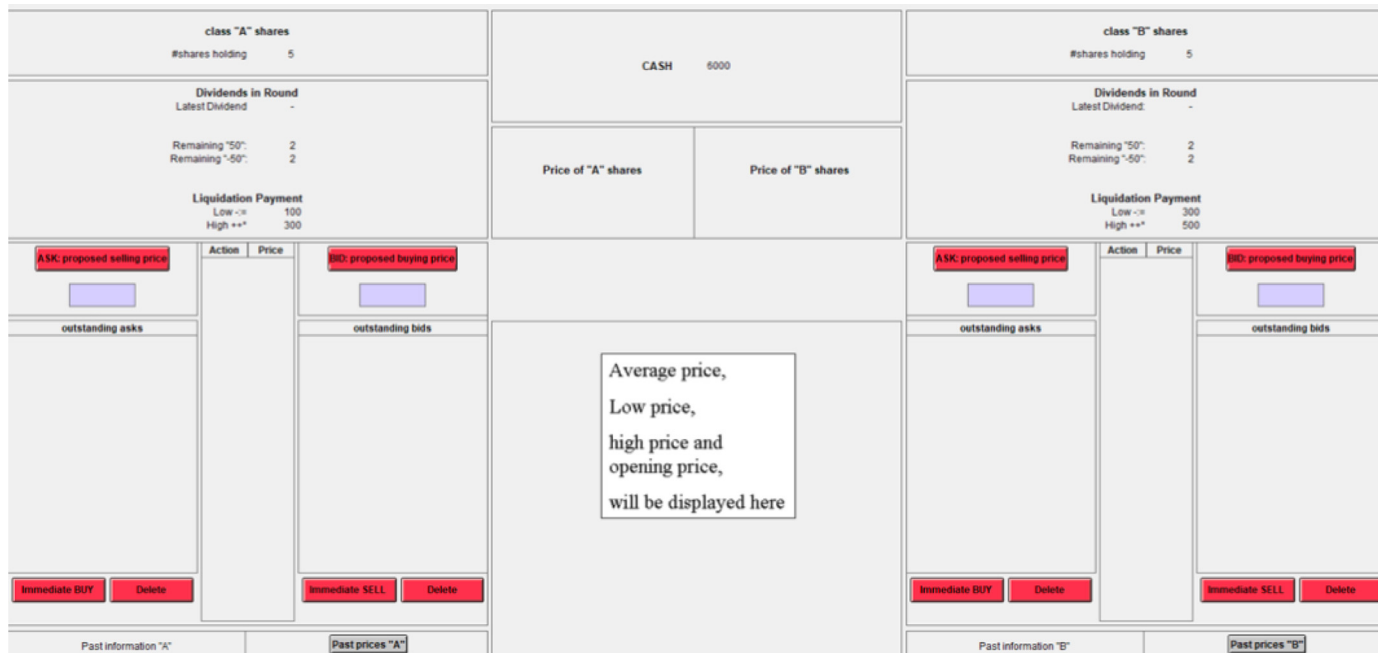 class "A" shares
#shares holding 5
Dividends in Round
Latest Dividend -
Remaining "50": 2
Remaining "-50": 2
Liquidation Payment
Low -:= 100
High ++* 300
ASK: proposed selling price
Action Price
BID: proposed buying price
outstanding asks
outstanding bids
Immediate BUY Delete
Immediate SELL Delete
Past information "A"
Past prices "A"
CASH 6000
Price of "A" shares
Price of "B" shares
Average price,
Low price,
high price and
opening price,
will be displayed here
class "B" shares
#shares holding 5
Dividends in Round
Latest Dividend: -
Remaining "50": 2
Remaining "-50": 2
Liquidation Payment
Low -:= 300
High ++* 500
ASK: proposed selling price
Action Price
BID: proposed buying price
outstanding asks
outstanding bids
Immediate BUY Delete
Immediate SELL Delete
Past information "B"
Past prices "B"